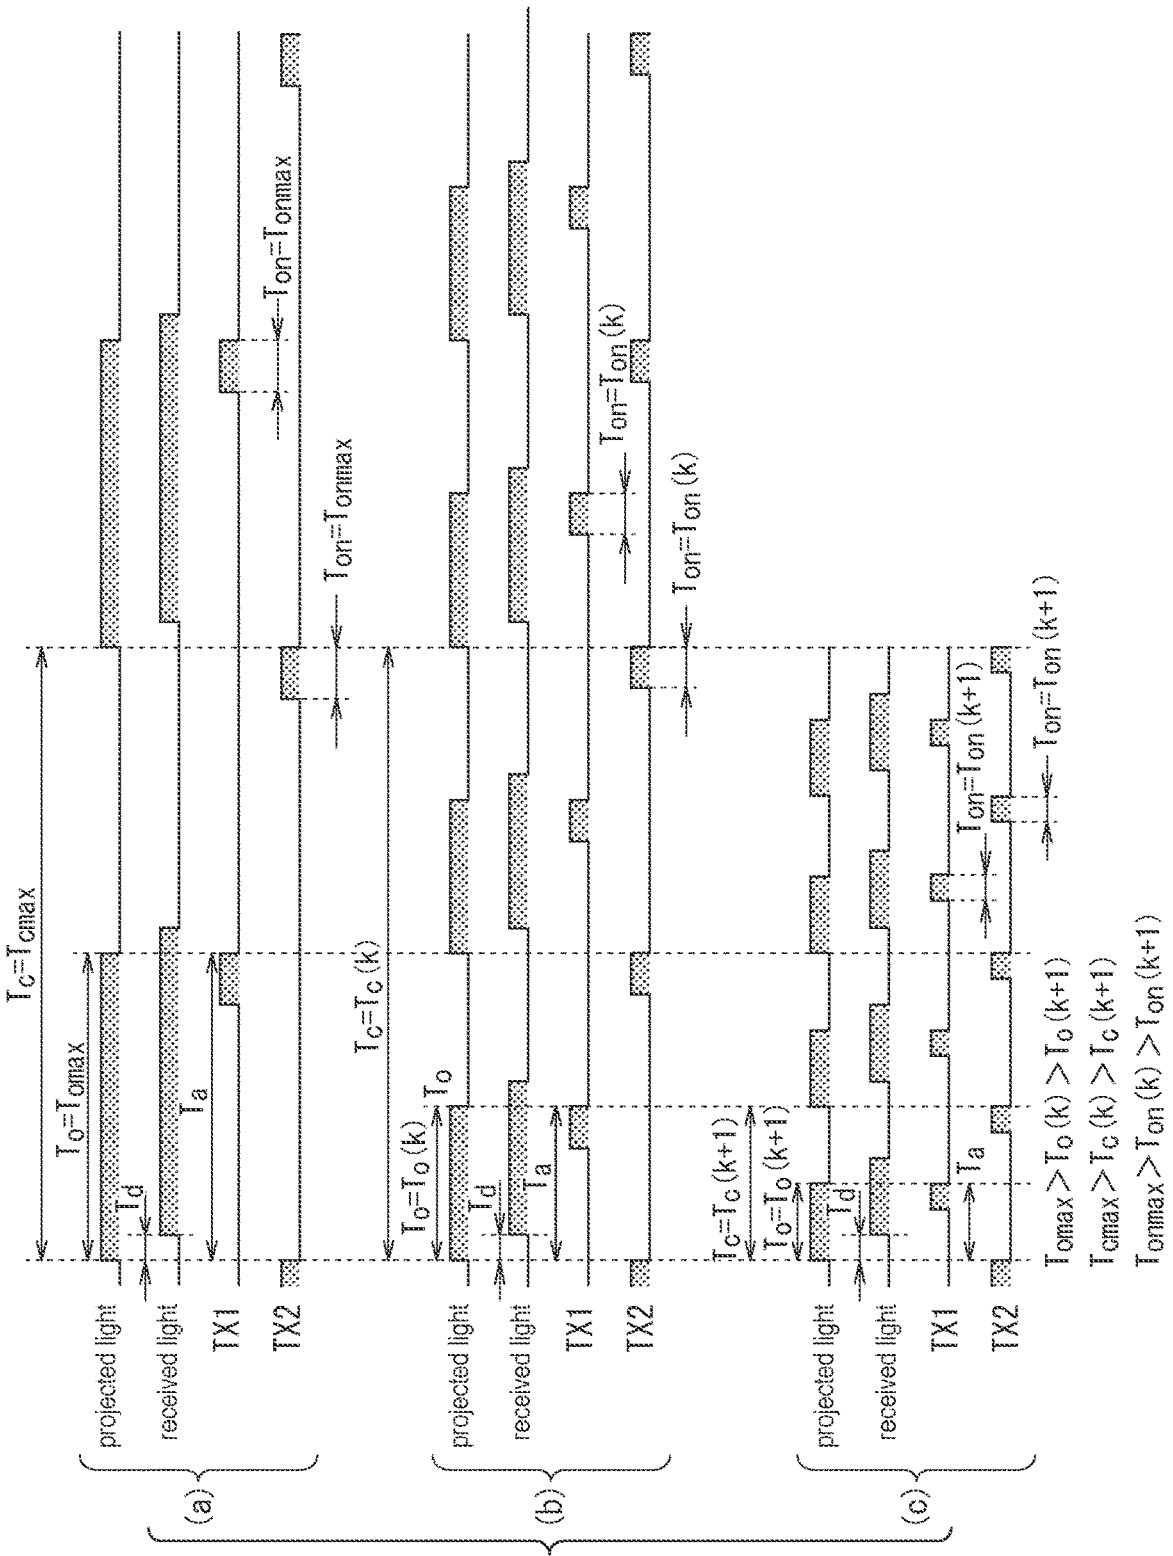 (a)
Tc=Tcmax
To=Tomax
projected light
Td
received light
Ta
TX1
Ton=Tonmax
TX2
Ton=Tonmax
(b)
Tc=Tc(k)
To=To(k)
To
projected light
Td
received light
Ta
TX1
Ton=Ton(k)
TX2
Ton=Ton(k)
(c)
Tc=Tc(k+1)
To=To(k+1)
projected light
Td
received light
TX1
Ta
Ton=Ton(k+1)
TX2
Ton=Ton(k+1)
Tomax>To(k)>To(k+1)
Tcmax>Tc(k)>Tc(k+1)
Tonmax>Ton(k)>Ton(k+1)